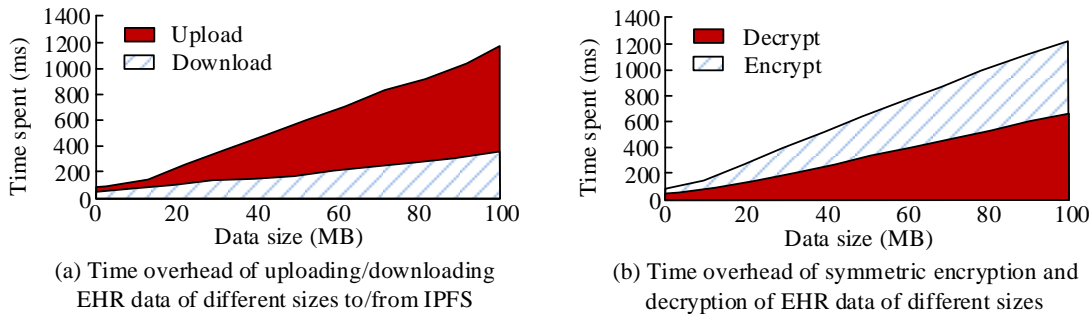 1400
1200
1000
800
600
400
200
0
Time spent (ms)
Upload
Download
0 20 40 60 80 100
Data size (MB)
(a) Time overhead of uploading/downloading
EHR data of different sizes to/from IPFS
1400
1200
1000
800
600
400
200
0
Time spent (ms)
Decrypt
Encrypt
0 20 40 60 80 100
Data size (MB)
(b) Time overhead of symmetric encryption and
decryption of EHR data of different sizes